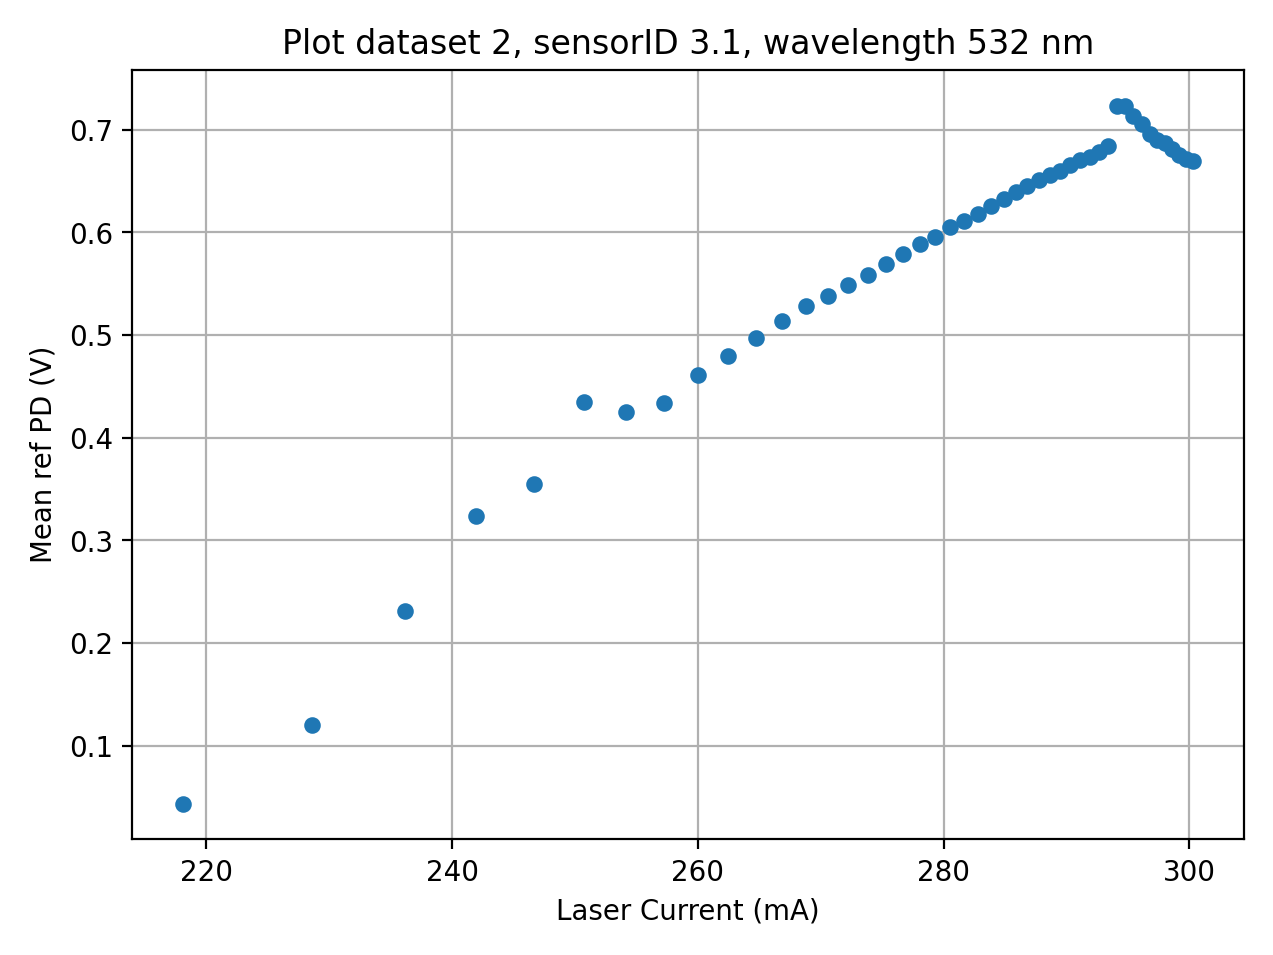 Plot dataset 2, sensorID 3.1, wavelength 532 nm
0.7
0.6
0.5
0.4
0.3
0.2
0.1
Mean ref PD (V)
220 240 260 280 300
Laser Current (mA)